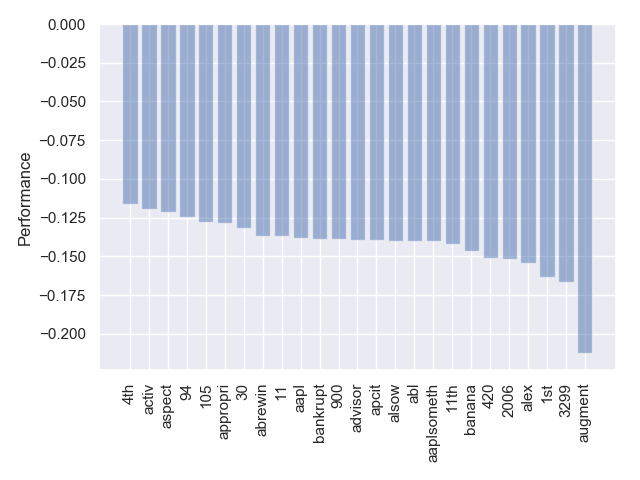 0.000
−0.025
−0.050
−0.075
−0.100
−0.125
−0.150
−0.175
−0.200
Performance
4th
activ
aspect
94
105
appropri
30
abrewin
11
aapl
bankrupt
900
advisor
apcit
alsow
abl
aaplsometh
11th
banana
420
2006
alex
1st
3299
augment